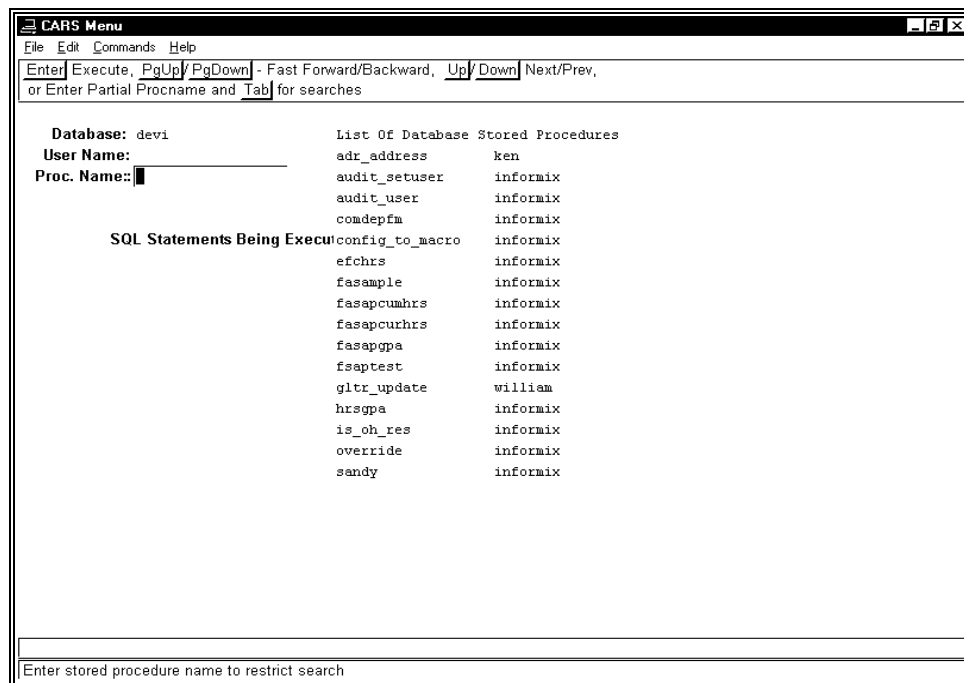 CARS Menu
File Edit Commands Help
Enter Execute, PgUp / PgDown - Fast Forward/Backward, Up / Down Next/Prev,
or Enter Partial Procname and Tab for searches
Database: devi List Of Database Stored Procedures
User Name: adr_address ken
Proc. Name:: audit_setuser informix
audit_user informix
comdepfm informix
SQL Statements Being Execu config_to_macro informix
efchrs informix
fasample informix
fasapcumhrs informix
fasapcurhrs informix
fasapgpa informix
fsaptest informix
gltr_update william
hrsgpa informix
is_oh_res informix
override informix
sandy informix
Enter stored procedure name to restrict search